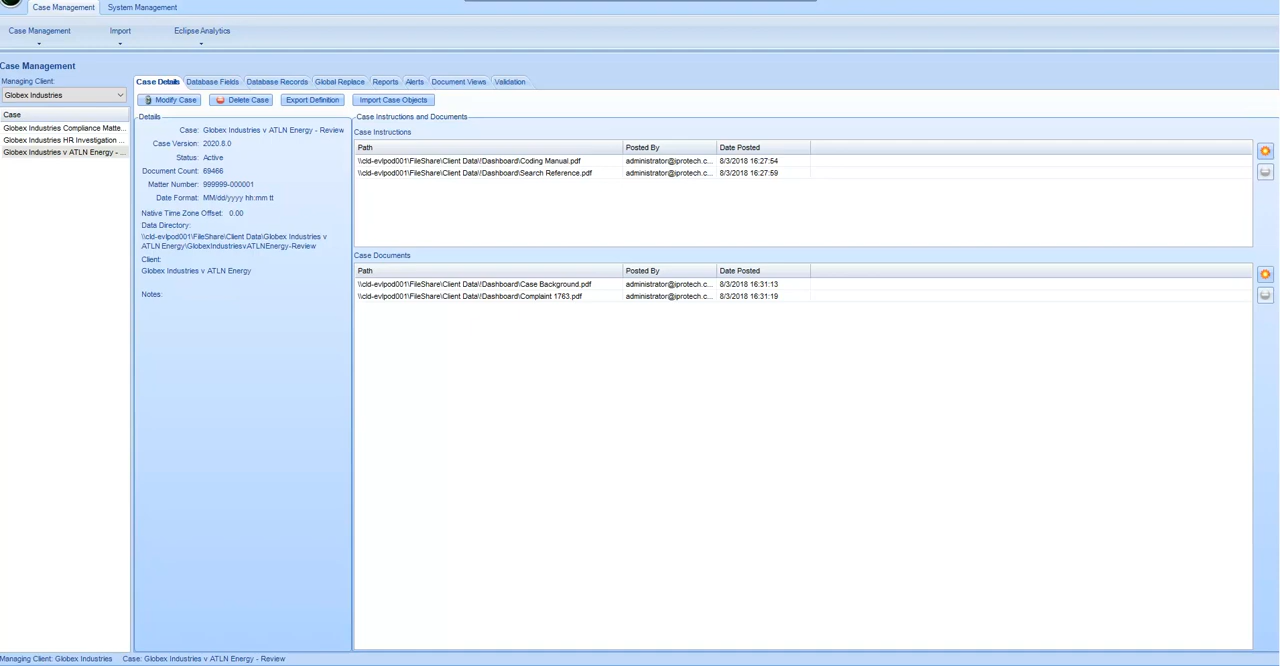 Case Management System Management
Case Management Import Eclipse Analytics
Case Management
Managing Client:
Globex Industries
Case
Globex Industries Compliance Matte...
Globex Industries HR Investigation ...
Globex Industries v ATLN Energy - ...
Case Details Database Fields Database Records Global Replace Reports Alerts Document Views Validation
Modify Case Delete Case Export Definition Import Case Objects
Details
Case: Globex Industries v ATLN Energy - Review
Case Version: 2020.8.0
Status: Active
Document Count: 69466
Matter Number: 999999-000001
Date Format: MM/dd/yyyy hh:mm tt
Native Time Zone Offset: 0.00
Data Directory:
\\cld-evlpod001\FileShare\Client Data\Globex Industries v
ATLN Energy\GlobexIndustriesvATLNEnergy-Review
Client:
Globex Industries v ATLN Energy
Notes:
Case Instructions and Documents
Case Instructions
Path Posted By Date Posted
\\cld-evlpod001\FileShare\Client Data\!Dashboard\Coding Manual.pdf administrator@iprotech.c... 8/3/2018 16:27:54
\\cld-evlpod001\FileShare\Client Data\!Dashboard\Search Reference.pdf administrator@iprotech.c... 8/3/2018 16:27:59
Case Documents
Path Posted By Date Posted
\\cld-evlpod001\FileShare\Client Data\!Dashboard\Case Background.pdf administrator@iprotech.c... 8/3/2018 16:31:13
\\cld-evlpod001\FileShare\Client Data\!Dashboard\Complaint 1763.pdf administrator@iprotech.c... 8/3/2018 16:31:19
Managing Client: Globex Industries Case: Globex Industries v ATLN Energy - Review